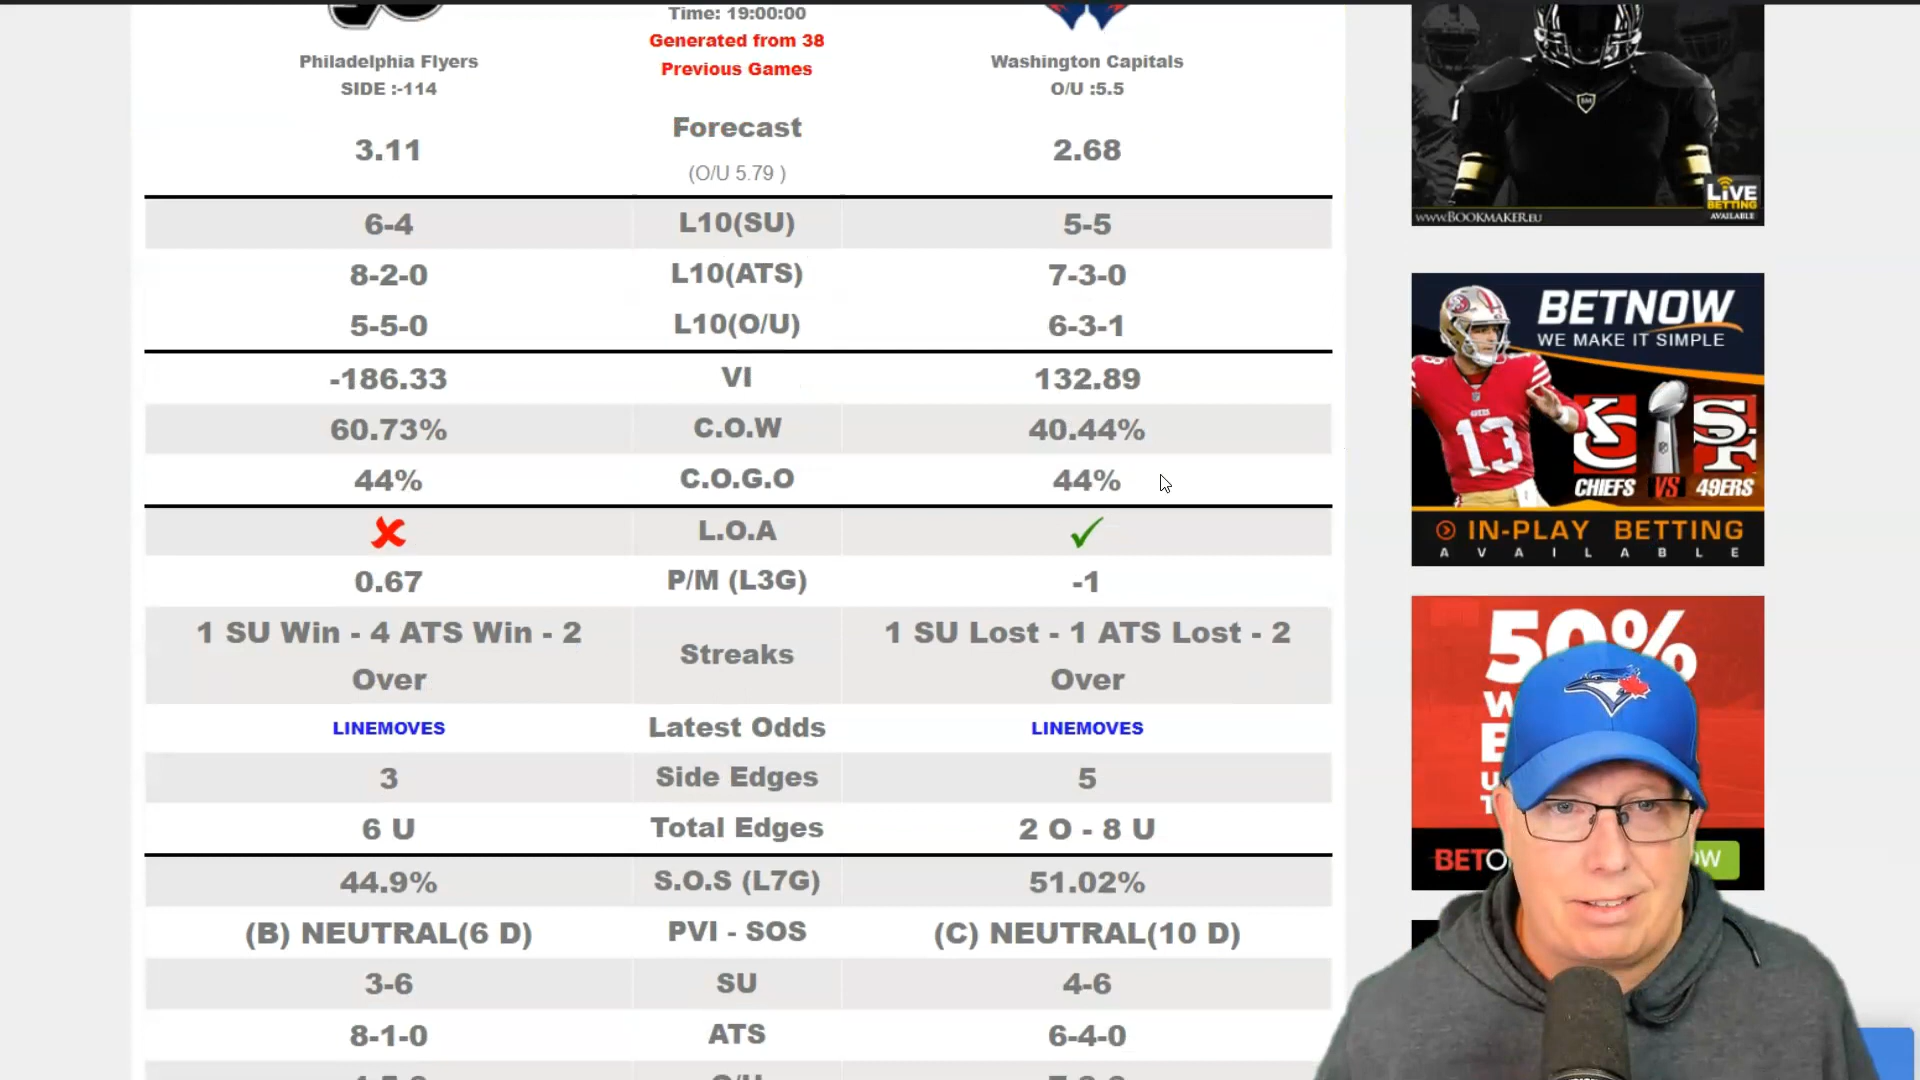 Time: 19:00:00
Generated from 38
Previous Games
Philadelphia Flyers
SIDE :-114
Washington Capitals
O/U :5.5
3.11 Forecast 2.68
(O/U 5.79 )
6-4 L10(SU) 5-5
8-2-0 L10(ATS) 7-3-0
5-5-0 L10(O/U) 6-3-1
-186.33 VI 132.89
60.73% C.O.W 40.44%
44% C.O.G.O 44%
L.O.A
0.67 P/M (L3G) -1
1 SU Win - 4 ATS Win - 2
Over
Streaks
1 SU Lost - 1 ATS Lost - 2
Over
LINEMOVES Latest Odds LINEMOVES
3 Side Edges 5
6 U Total Edges 2 O - 8 U
44.9% S.O.S (L7G) 51.02%
(B) NEUTRAL(6 D) PVI - SOS (C) NEUTRAL(10 D)
3-6 SU 4-6
8-1-0 ATS 6-4-0
LiVE
BETTING
AVAILABLE
www.BOOKMAKER.eu
BETNOW
WE MAKE IT SIMPLE
49ERS
13
KC
SF
CHIEFS VS 49ERS
IN-PLAY BETTING
AVAILABLE
50%